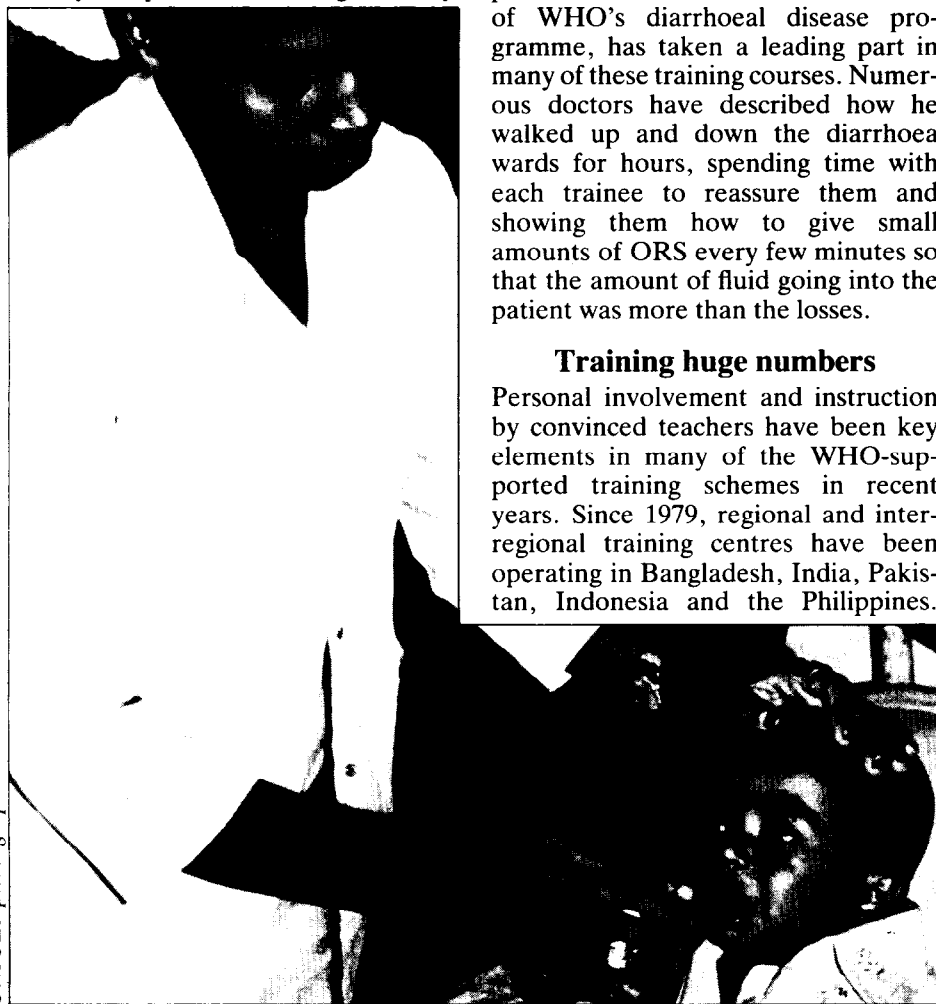 of WHO's diarrhoeal disease pro-
gramme, has taken a leading part in
many of these training courses. Numer-
ous doctors have described how he
walked up and down the diarrhoea
wards for hours, spending time with
each trainee to reassure them and
showing them how to give small
amounts of ORS every few minutes so
that the amount of fluid going into the
patient was more than the losses.
Training huge numbers
Personal involvement and instruction
by convinced teachers have been key
elements in many of the WHO-sup-
ported training schemes in recent
years. Since 1979, regional and inter-
regional training centres have been
operating in Bangladesh, India, Pakis-
tan, Indonesia and the Philippines.